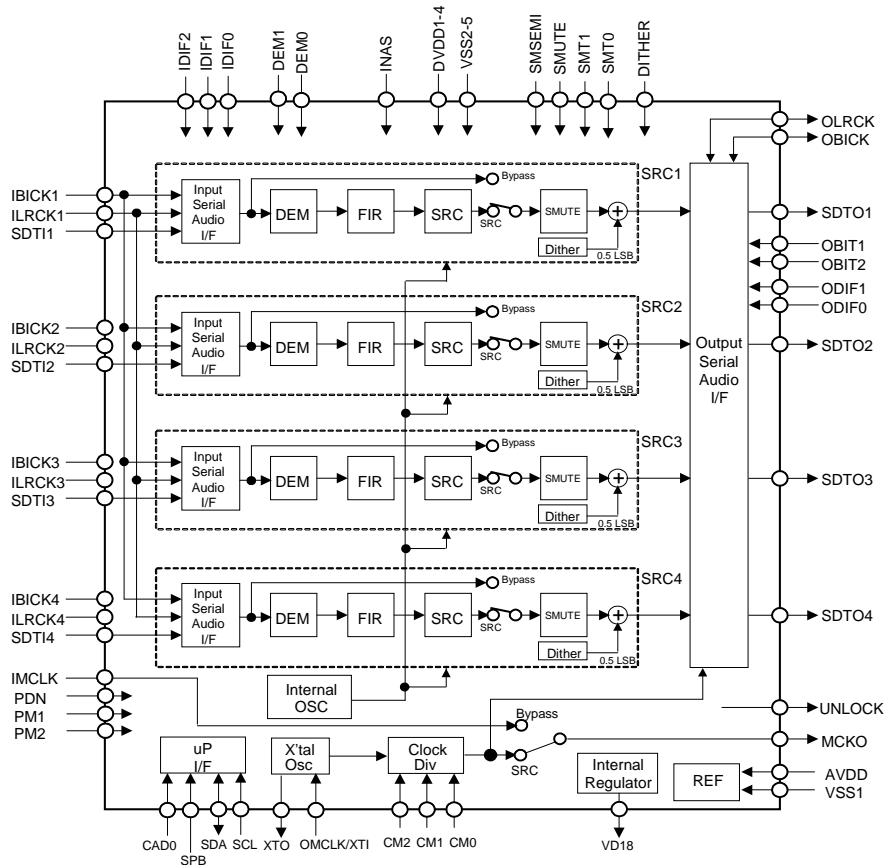 IDIF2
IDIF1
IDIF0
DEM1
DEM0
INAS
DVDD1-4
VSS2-5
SMSEMI
SMUTE
SMT1
SMT0
DITHER
OLRCK
OBICK
IBICK1
ILRCK1
SDTI1
Input
Serial
Audio
I/F
DEM
FIR
SRC
SRC
Bypass
SMUTE
Dither
0.5 LSB
SRC1
SDTO1
OBIT1
OBIT2
ODIF1
ODIF0
IBICK2
ILRCK2
SDTI2
Input
Serial
Audio
I/F
DEM
FIR
SRC
SRC
Bypass
SMUTE
Dither
0.5 LSB
SRC2
Output
Serial
Audio
I/F
SDTO2
IBICK3
ILRCK3
SDTI3
Input
Serial
Audio
I/F
DEM
FIR
SRC
SRC
Bypass
SMUTE
Dither
0.5 LSB
SRC3
SDTO3
IBICK4
ILRCK4
SDTI4
Input
Serial
Audio
I/F
DEM
FIR
SRC
SRC
Bypass
SMUTE
Dither
0.5 LSB
SRC4
SDTO4
IMCLK
PDN
PM1
PM2
Internal
OSC
Bypass
SRC
UNLOCK
MCKO
uP
I/F
X'tal
Osc
Clock
Div
Internal
Regulator
REF
AVDD
VSS1
CAD0
SPB
SDA
SCL
XTO
OMCLK/XTI
CM2
CM1
CM0
VD18